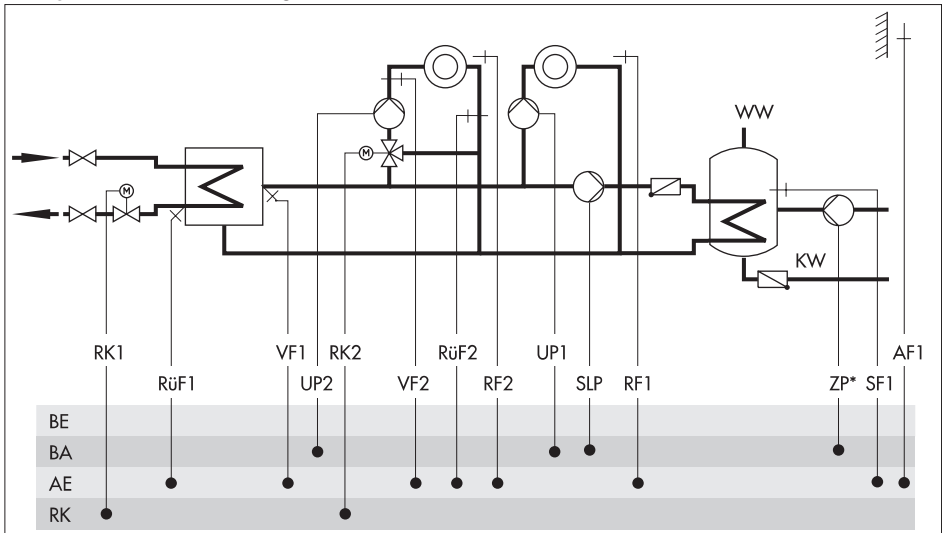 WW
M
M
KW
RK1 VF1 RK2 RüF2 UP1 AF1
RüF1 UP2 VF2 RF2 SLP RF1 ZP* SF1
BE
BA
AE
RK